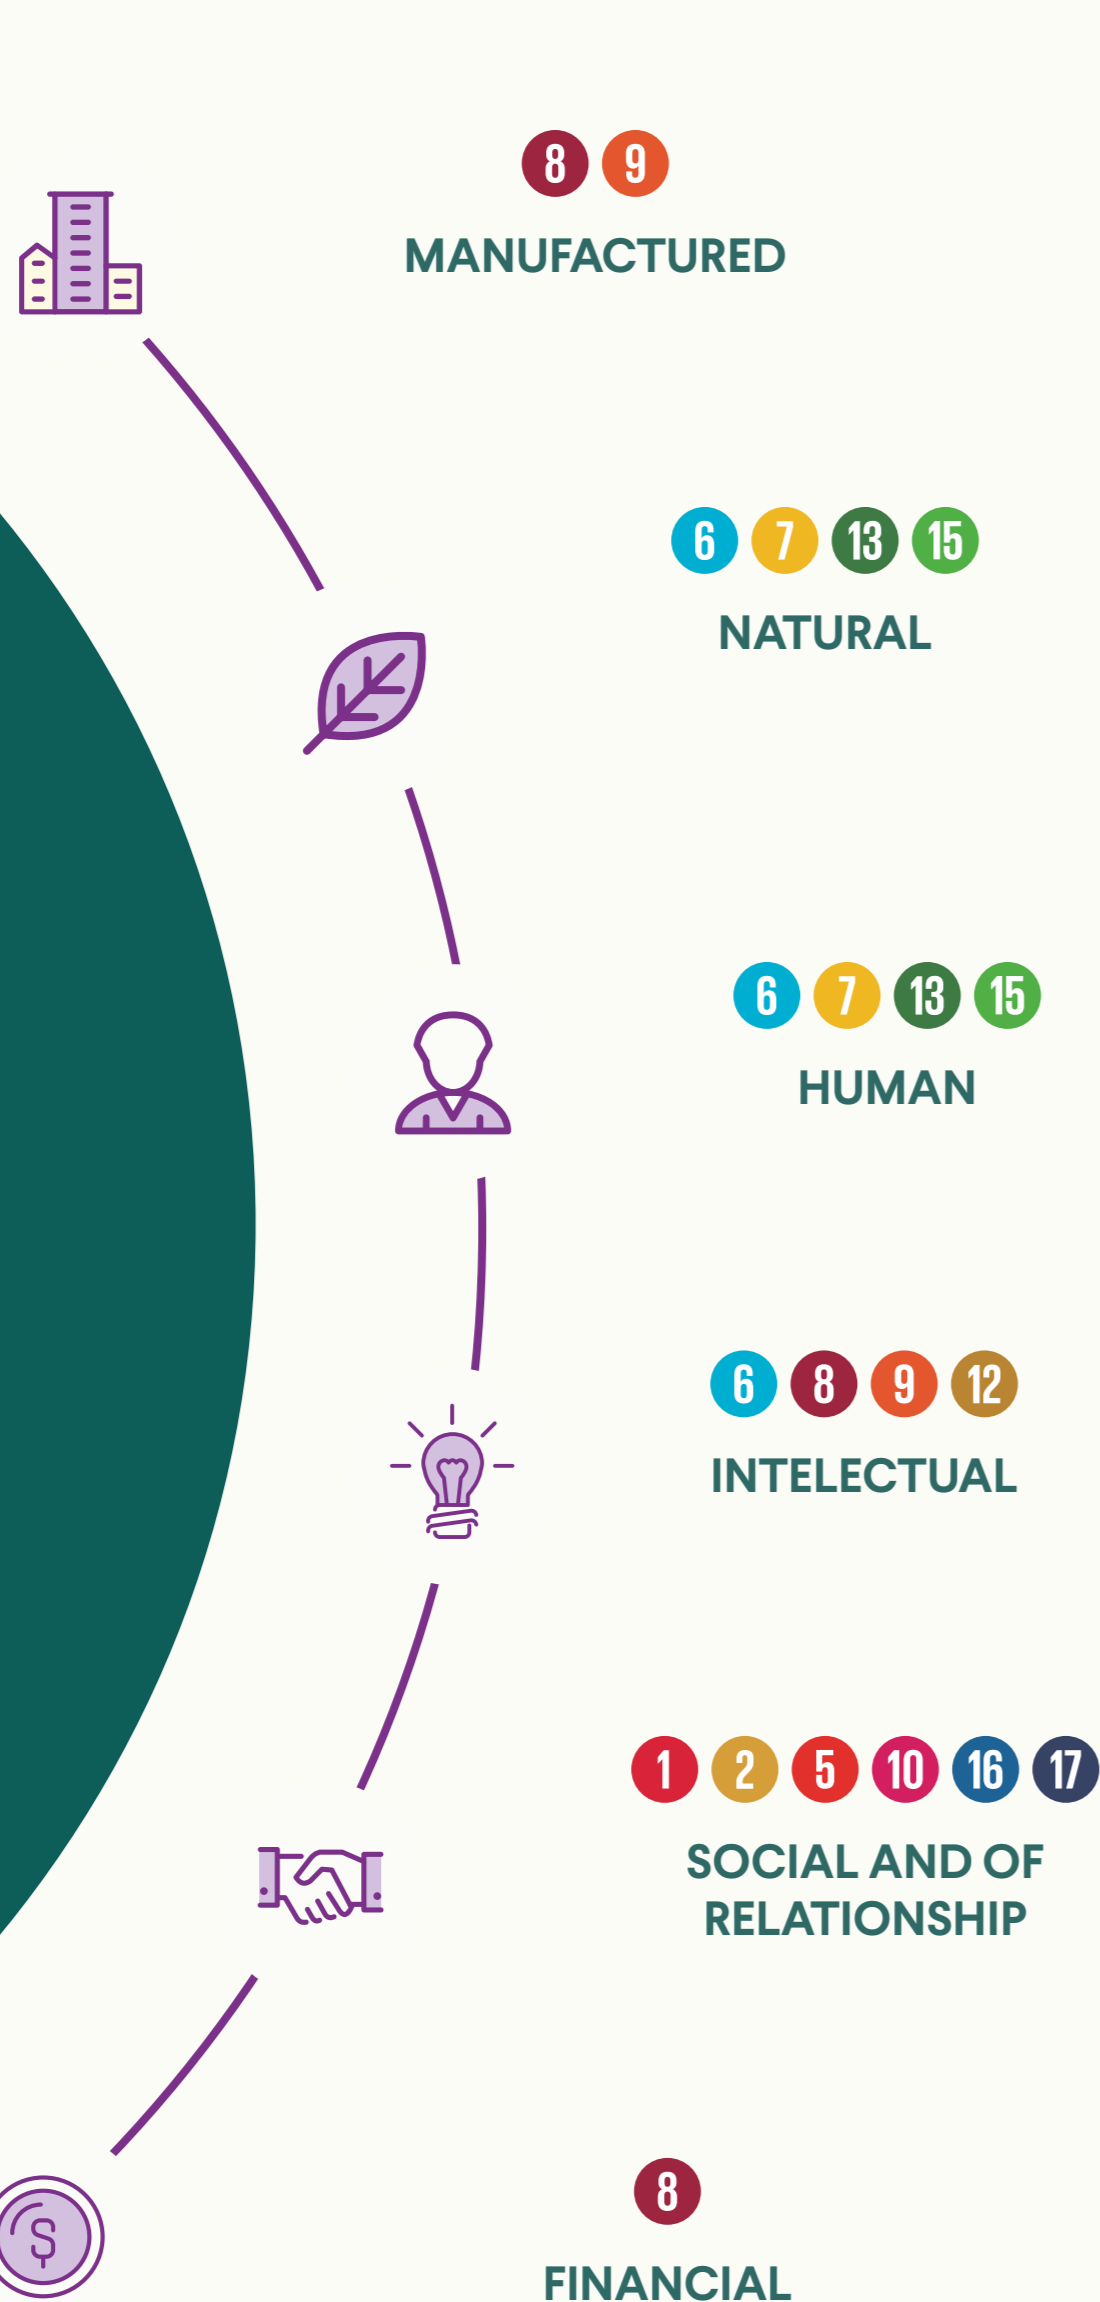 8 9
MANUFACTURED
6 7 13 15
NATURAL
6 7 13 15
HUMAN
6 8 9 12
INTELECTUAL
1 2 5 10 16 17
SOCIAL AND OF
RELATIONSHIP
8
$
FINANCIAL